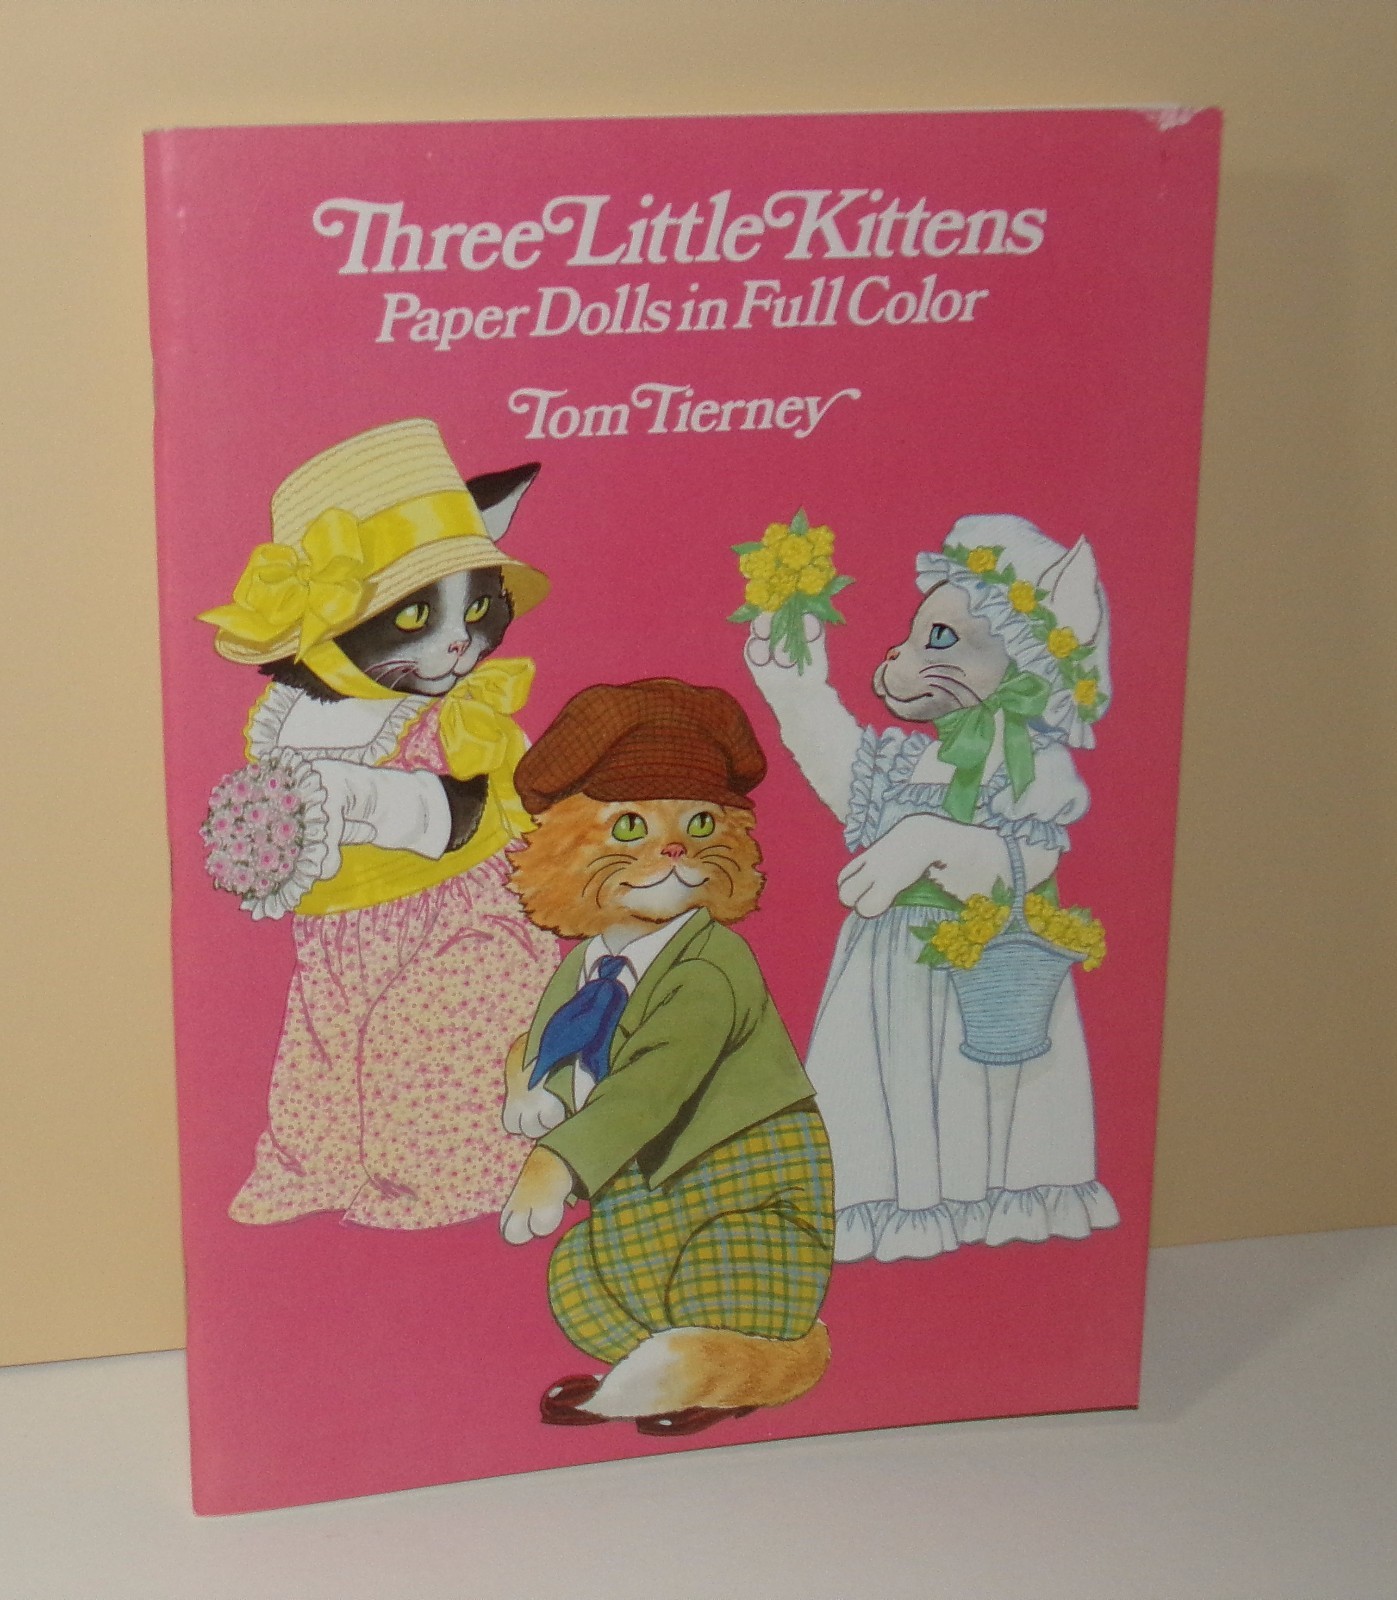 Three Little Kittens
Paper Dolls in Full Color
Tom Tierney